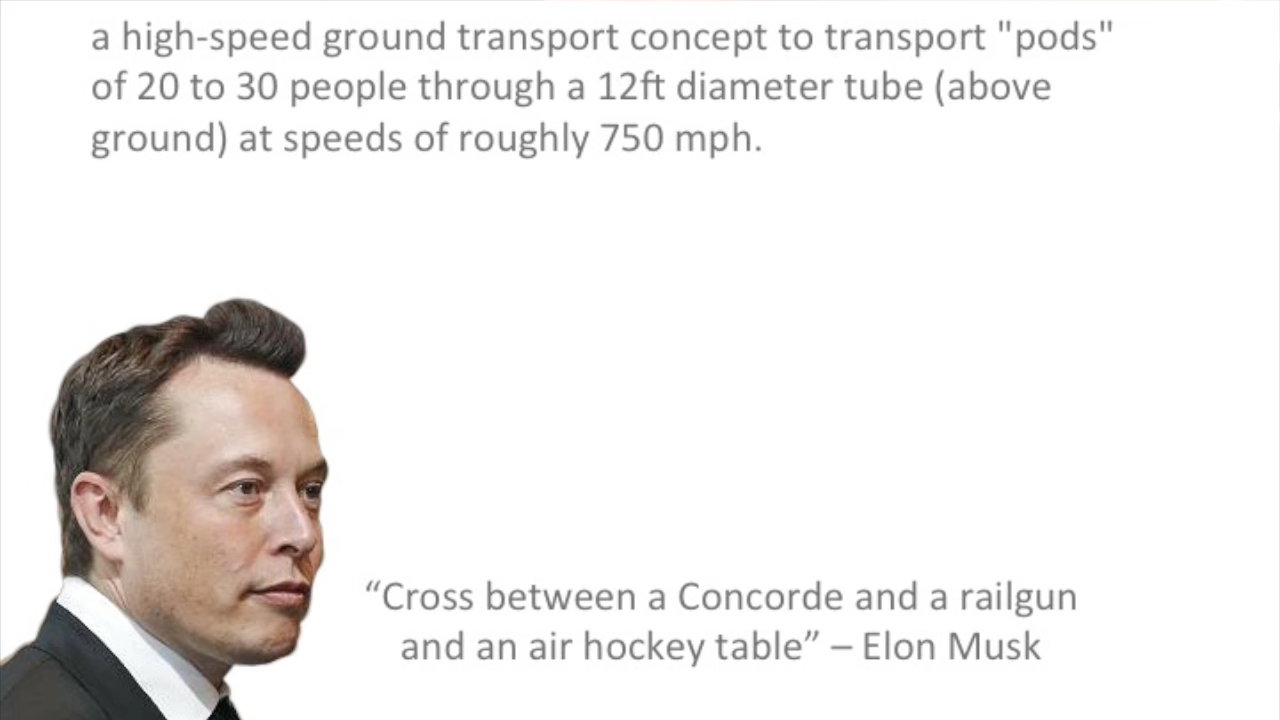 a high-speed ground transport concept to transport "pods"
of 20 to 30 people through a 12ft diameter tube (above
ground) at speeds of roughly 750 mph.
“Cross between a Concorde and a railgun
and an air hockey table” – Elon Musk